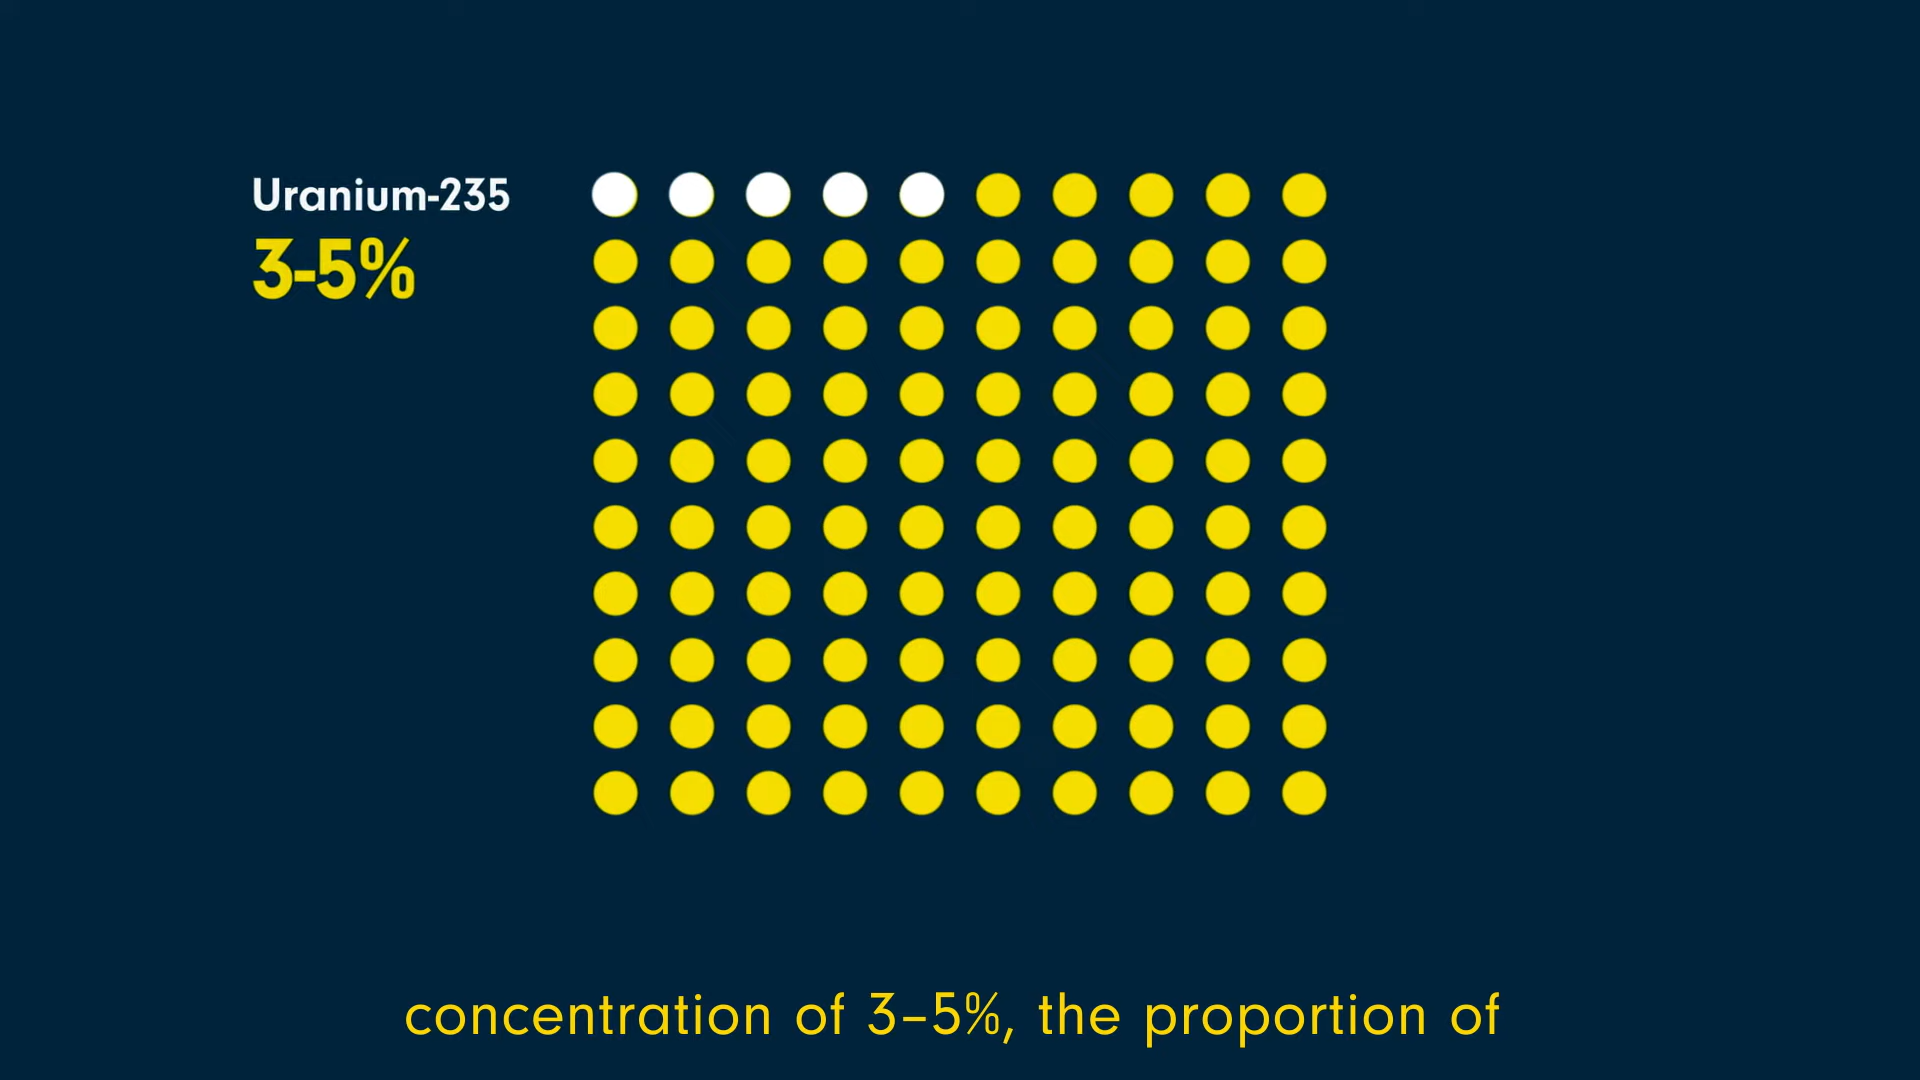 Uranium-235
3-5%
concentration of 3–5%, the proportion of